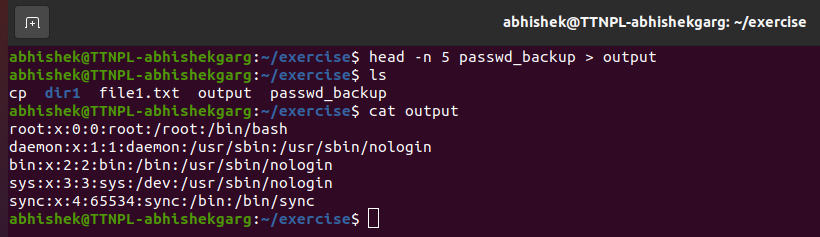 abhishek@TTNPL-abhishekgarg: ~/exercise
abhishek@TTNPL-abhishekgarg:~/exercise$ head -n 5 passwd_backup > output
abhishek@TTNPL-abhishekgarg:~/exercise$ ls
cp  dir1  file1.txt  output  passwd_backup
abhishek@TTNPL-abhishekgarg:~/exercise$ cat output
root:x:0:0:root:/root:/bin/bash
daemon:x:1:1:daemon:/usr/sbin:/usr/sbin/nologin
bin:x:2:2:bin:/bin:/usr/sbin/nologin
sys:x:3:3:sys:/dev:/usr/sbin/nologin
sync:x:4:65534:sync:/bin:/bin/sync
abhishek@TTNPL-abhishekgarg:~/exercise$